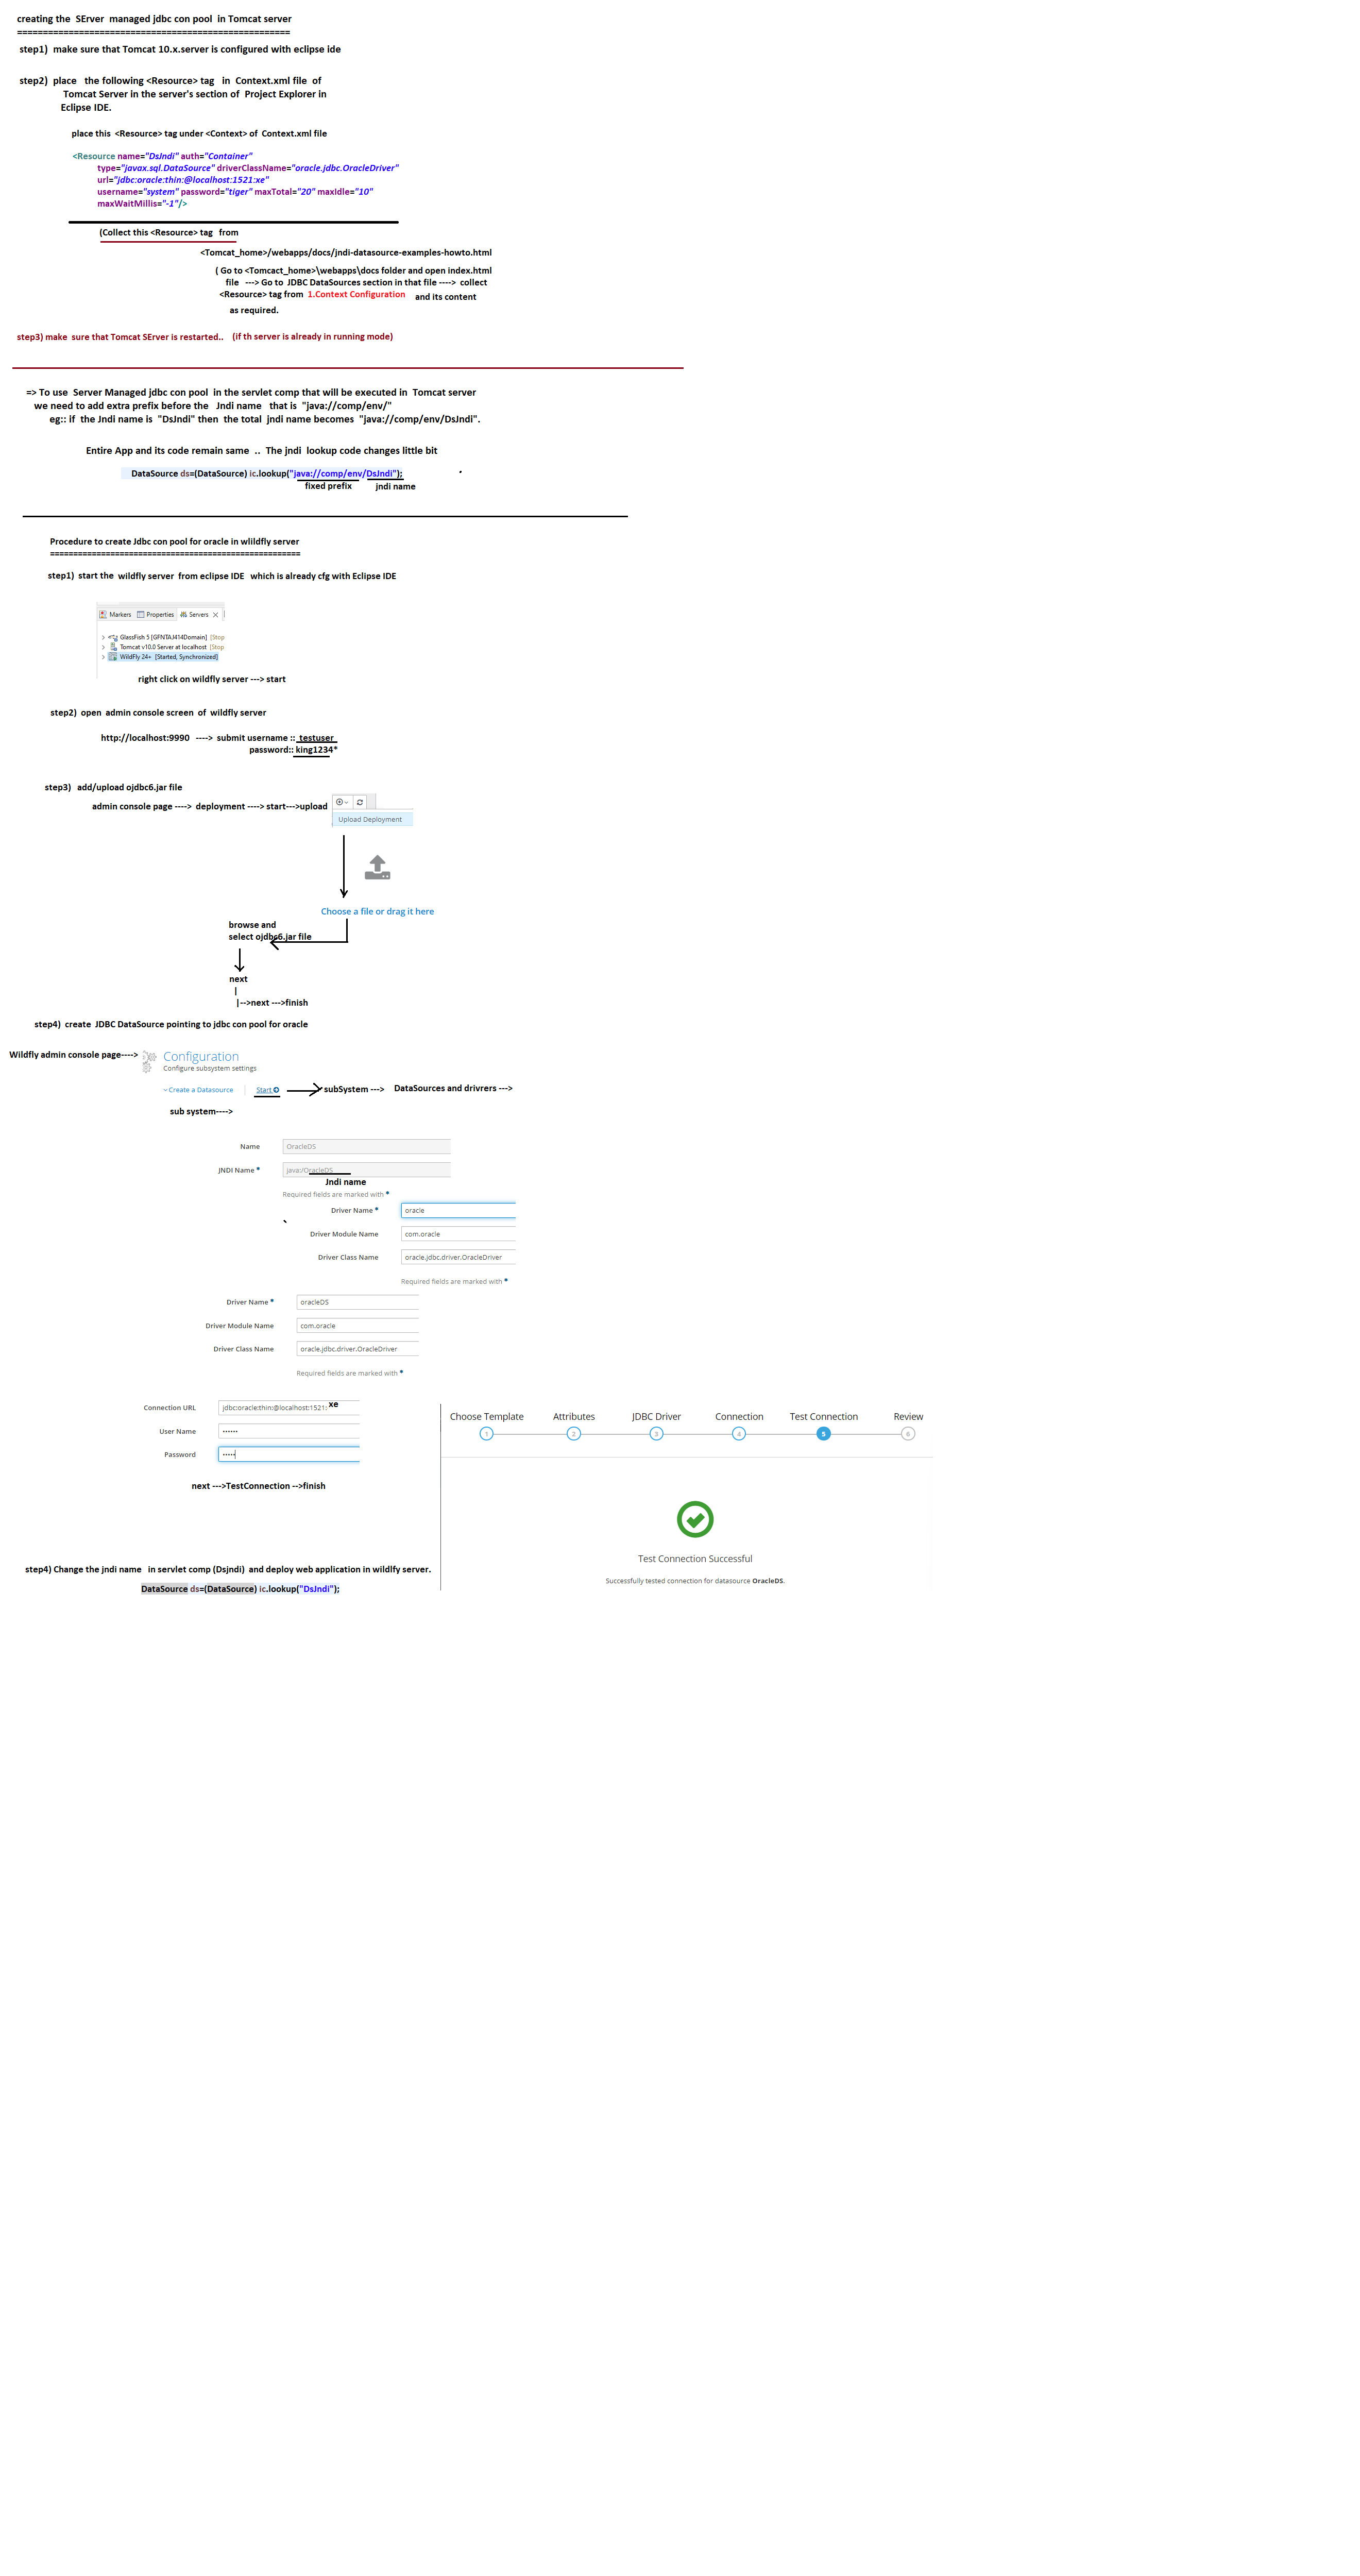 creating the SErver managed jdbc con pool in Tomcat server
=====================================================
step1) make sure that Tomcat 10.x.server is configured with eclipse ide
step2) place the following <Resource> tag in Context.xml file of
Tomcat Server in the server's section of Project Explorer in
Eclipse IDE.
place this <Resource> tag under <Context> of Context.xml file
<Resource name="DsJndi" auth="Container"
type="javax.sql.DataSource" driverClassName="oracle.jdbc.OracleDriver"
url="jdbc:oracle:thin:@localhost:1521:xe"
username="system" password="tiger" maxTotal="20" maxIdle="10"
maxWaitMillis="-1"/>
(Collect this <Resource> tag from
<Tomcat_home>/webapps/docs/jndi-datasource-examples-howto.html
( Go to <Tomcact_home>\webapps\docs folder and open index.html
file ---> Go to JDBC DataSources section in that file ----> collect
<Resource> tag from 1.Context Configuration and its content
as required.
step3) make sure that Tomcat SErver is restarted.. (if th server is already in running mode)
=> To use Server Managed jdbc con pool in the servlet comp that will be executed in Tomcat server
we need to add extra prefix before the Jndi name that is "java://comp/env/"
eg:: if the Jndi name is "DsJndi" then the total jndi name becomes "java://comp/env/DsJndi".
Entire App and its code remain same .. The jndi lookup code changes little bit
DataSource ds=(DataSource) ic.lookup("java://comp/env/DsJndi");
fixed prefix jndi name
Procedure to create Jdbc con pool for oracle in wlildfly server
=====================================================
step1) start the wildfly server from eclipse IDE which is already cfg with Eclipse IDE
Markers Properties Servers
GlassFish 5 [GFNTAJ414Domain] [Stop
Tomcat v10.0 Server at localhost [Stop
WildFly 24+ [Started, Synchronized]
right click on wildfly server ---> start
step2) open admin console screen of wildfly server
http://localhost:9990 ----> submit username :: testuser
password:: king1234*
step3) add/upload ojdbc6.jar file
admin console page ----> deployment ----> start--->upload
Upload Deployment
Choose a file or drag it here
browse and
select ojdbc6.jar file
next
|
|-->next --->finish
step4) create JDBC DataSource pointing to jdbc con pool for oracle
Wildfly admin console page---->
Configuration
Configure subsystem settings
Create a Datasource Start subSystem ---> DataSources and drivrers --->
sub system---->
Name OracleDS
JNDI Name * java:/OracleDS
Jndi name
Required fields are marked with *
Driver Name * oracle
Driver Module Name com.oracle
Driver Class Name oracle.jdbc.driver.OracleDriver
Required fields are marked with *
Driver Name * oracleDS
Driver Module Name com.oracle
Driver Class Name oracle.jdbc.driver.OracleDriver
Required fields are marked with *
Connection URL jdbc:oracle:thin:@localhost:1521: xe
User Name ••••••
Password •••••
next --->TestConnection -->finish
Choose Template Attributes JDBC Driver Connection Test Connection Review
1 2 3 4 5 6
Test Connection Successful
Successfully tested connection for datasource OracleDS.
step4) Change the jndi name in servlet comp (Dsjndi) and deploy web application in wildlfy server.
DataSource ds=(DataSource) ic.lookup("DsJndi");